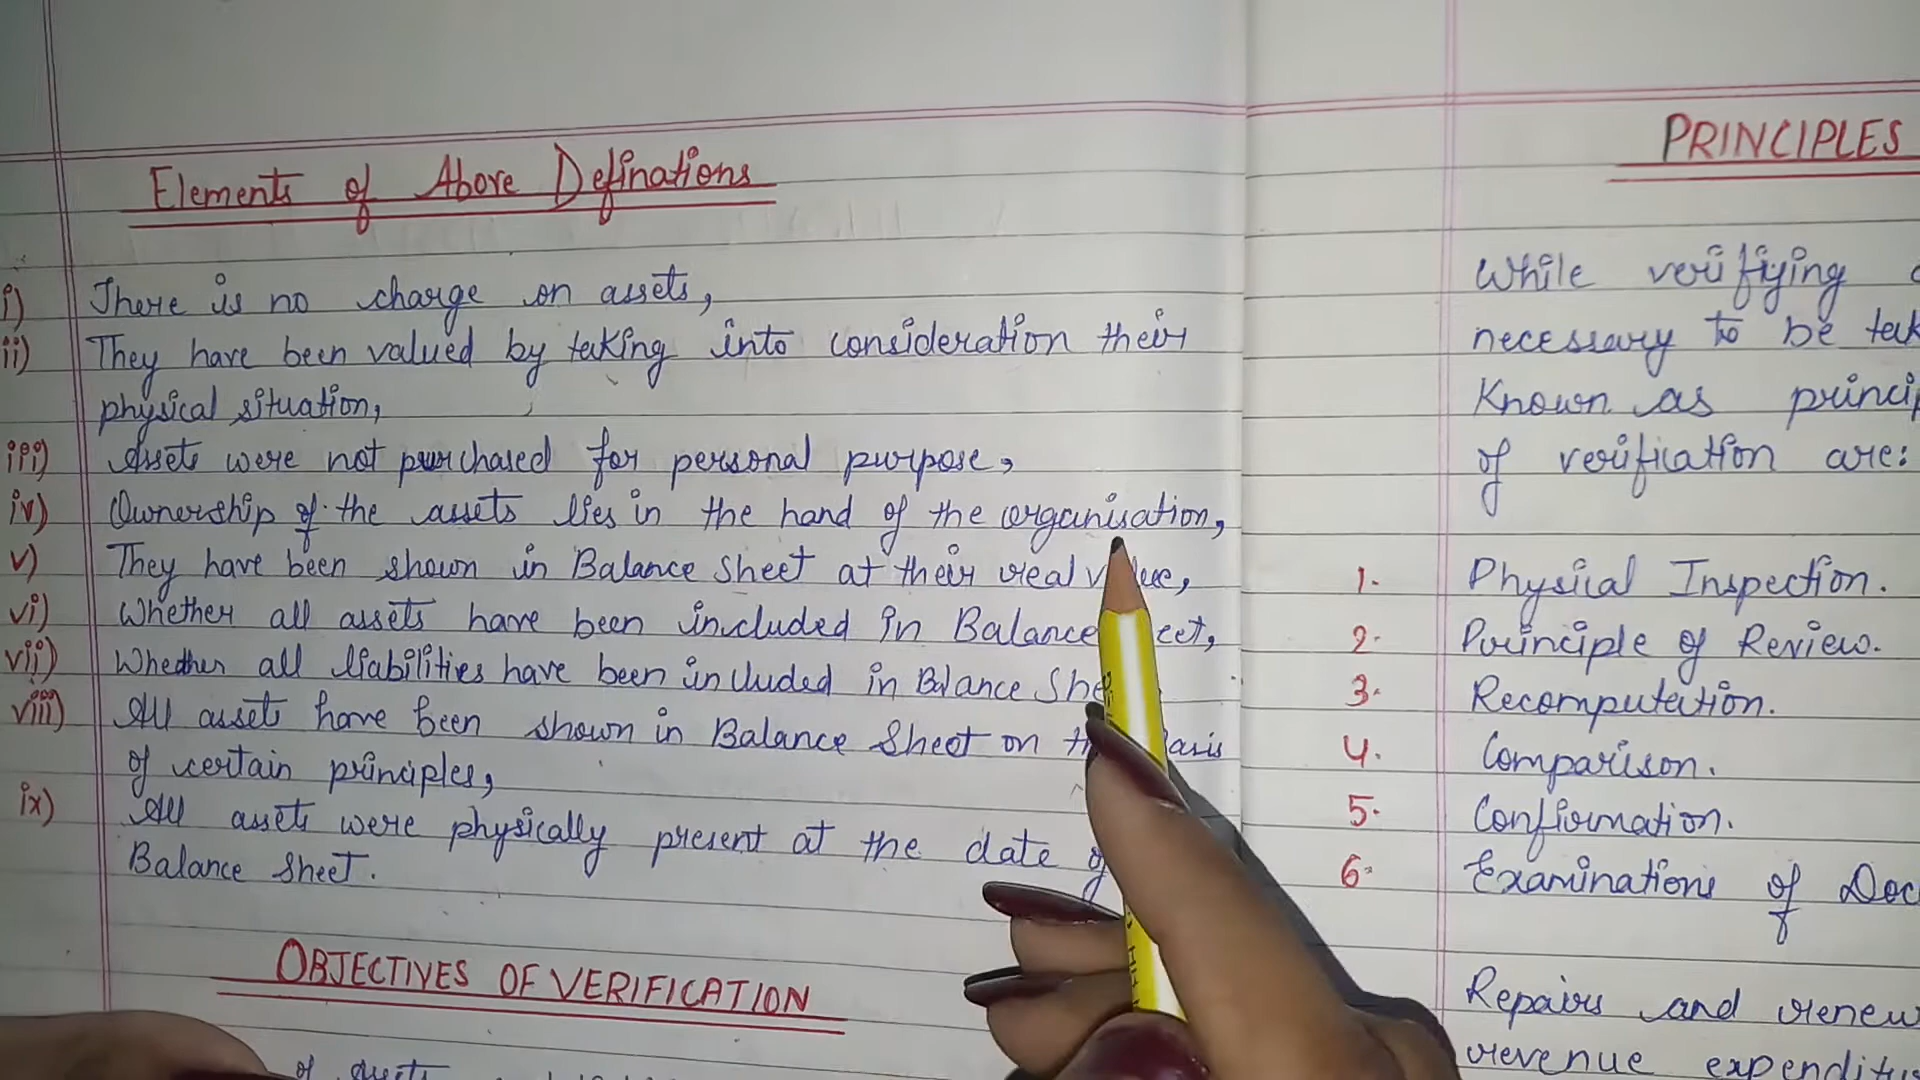 Elements of Above Definations
i) There is no charge on assets,
ii) They have been valued by taking into consideration their
physical situation,
iii) Assets were not purchased for personal purpose,
iv) Ownership of the assets lies in the hand of the organisation,
v) They have been shown in Balance Sheet at their real
vi) Whether all assets have been included in Balance
vii) Whether all liabilities have been included in Balance
viii) All assets have been shown in Balance Sheet on
of certain principles,
ix) All assets were physically present at the date of
Balance Sheet.
OBJECTIVES OF VERIFICATION
of assets
PRINCIPLES
While verifiying
necessary to be
Known as
of verification are:
1. Physical Inspection.
2. Principle of Review.
3. Recomputation.
4. Comparison.
5. Confirmation.
6. Examinations of
Repairs and
revenue